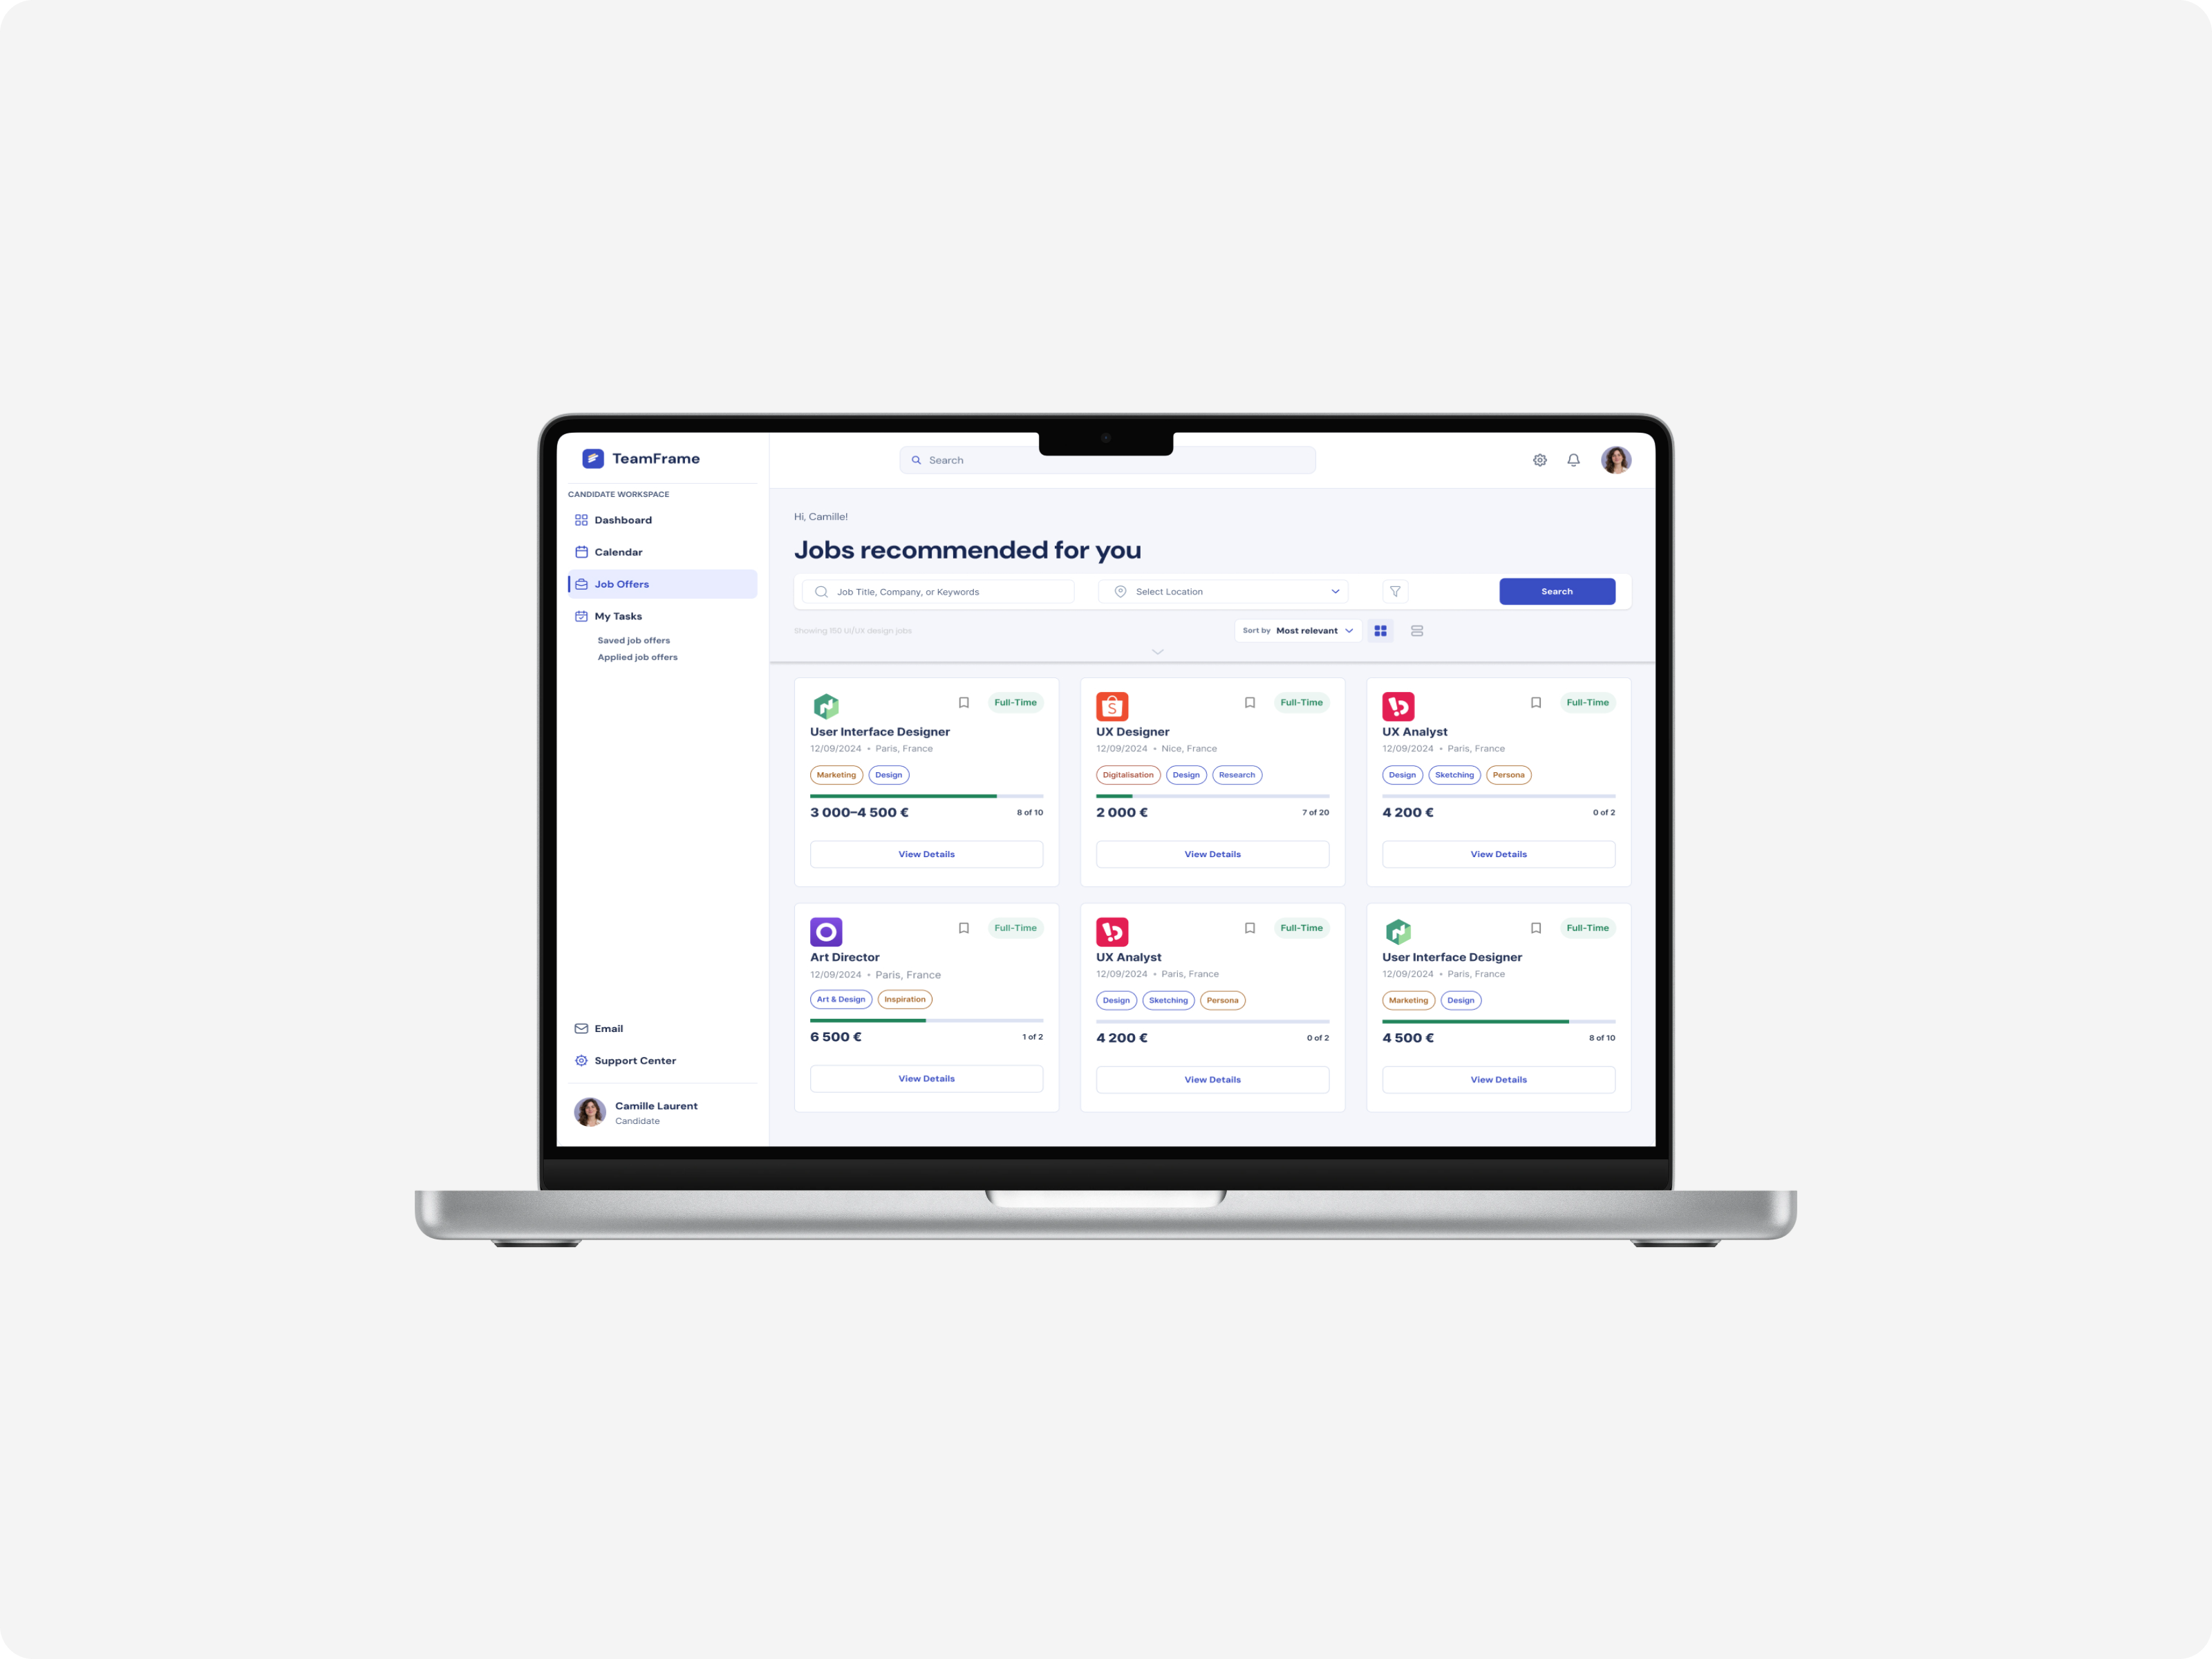 TeamFrame
Search
CANDIDATE WORKSPACE
Dashboard
Calendar
Job Offers
My Tasks
Saved job offers
Applied job offers
Email
Support Center
Camille Laurent
Candidate
Hi, Camille!
Jobs recommended for you
Job Title, Company, or Keywords
Select Location
Search
Showing 150 UI/UX design jobs
Sort by Most relevant
Full-Time
User Interface Designer
12/09/2024 • Paris, France
Marketing Design
3 000–4 500 € 8 of 10
View Details
S
Full-Time
UX Designer
12/09/2024 • Nice, France
Digitalisation Design Research
2 000 € 7 of 20
View Details
Full-Time
UX Analyst
12/09/2024 • Paris, France
Design Sketching Persona
4 200 € 0 of 2
View Details
Full-Time
Art Director
12/09/2024 • Paris, France
Art & Design Inspiration
6 500 € 1 of 2
View Details
Full-Time
UX Analyst
12/09/2024 • Paris, France
Design Sketching Persona
4 200 € 0 of 2
View Details
Full-Time
User Interface Designer
12/09/2024 • Paris, France
Marketing Design
4 500 € 8 of 10
View Details